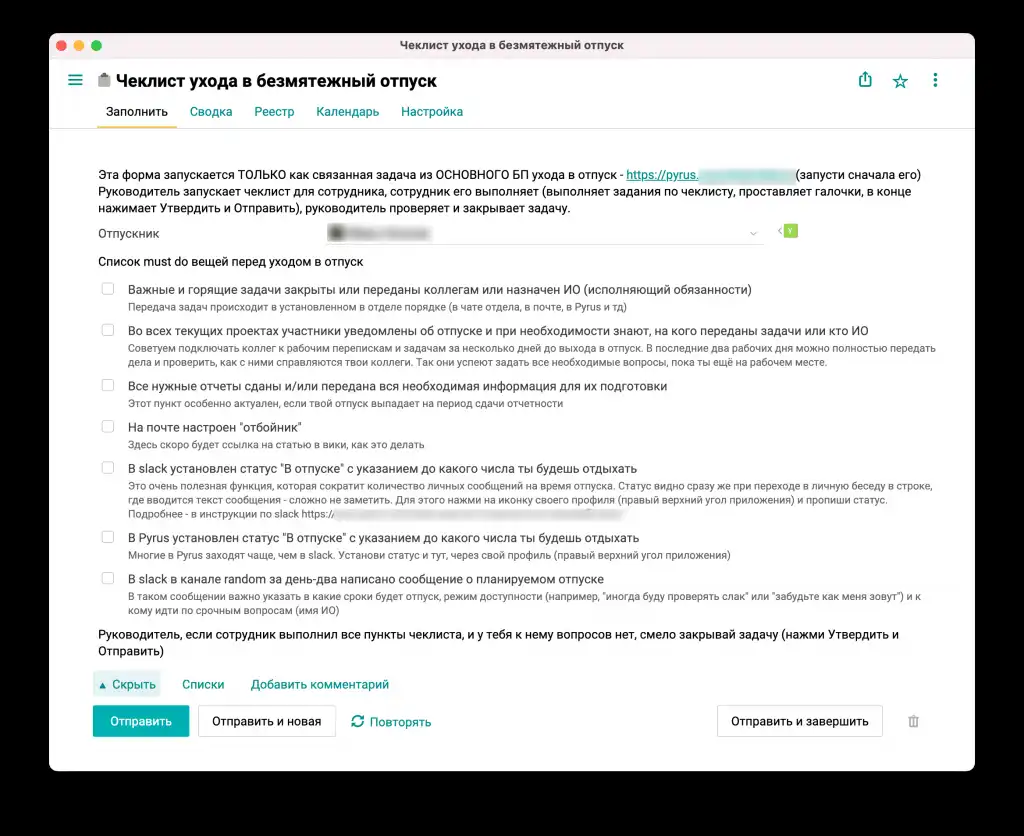 Чеклист ухода в безмятежный отпуск
Чеклист ухода в безмятежный отпуск
Заполнить Сводка Реестр Календарь Настройка
Эта форма запускается ТОЛЬКО как связанная задача из ОСНОВНОГО БП ухода в отпуск - https://pyrus. (запусти сначала его)
Руководитель запускает чеклист для сотрудника, сотрудник его выполняет (выполняет задания по чеклисту, проставляет галочки, в конце
нажимает Утвердить и Отправить), руководитель проверяет и закрывает задачу.
Отпускник
Y
Список must do вещей перед уходом в отпуск
Важные и горящие задачи закрыты или переданы коллегам или назначен ИО (исполняющий обязанности)
Передача задач происходит в установленном в отделе порядке (в чате отдела, в почте, в Pyrus и тд)
Во всех текущих проектах участники уведомлены об отпуске и при необходимости знают, на кого переданы задачи или кто ИО
Советуем подключать коллег к рабочим перепискам и задачам за несколько дней до выхода в отпуск. В последние два рабочих дня можно полностью передать
дела и проверить, как с ними справляются твои коллеги. Так они успеют задать все необходимые вопросы, пока ты ещё на рабочем месте.
Все нужные отчеты сданы и/или передана вся необходимая информация для их подготовки
Этот пункт особенно актуален, если твой отпуск выпадает на период сдачи отчетности
На почте настроен "отбойник"
Здесь скоро будет ссылка на статью в вики, как это делать
В slack установлен статус "В отпуске" с указанием до какого числа ты будешь отдыхать
Это очень полезная функция, которая сократит количество личных сообщений на время отпуска. Статус видно сразу же при переходе в личную беседу в строке,
где вводится текст сообщения - сложно не заметить. Для этого нажми на иконку своего профиля (правый верхний угол приложения) и пропиши статус.
Подробнее - в инструкции по slack https://
В Pyrus установлен статус "В отпуске" с указанием до какого числа ты будешь отдыхать
Многие в Pyrus заходят чаще, чем в slack. Установи статус и тут, через свой профиль (правый верхний угол приложения)
В slack в канале random за день-два написано сообщение о планируемом отпуске
В таком сообщении важно указать в какие сроки будет отпуск, режим доступности (например, "иногда буду проверять слак" или "забудьте как меня зовут") и к
кому идти по срочным вопросам (имя ИО)
Руководитель, если сотрудник выполнил все пункты чеклиста, и у тебя к нему вопросов нет, смело закрывай задачу (нажми Утвердить и
Отправить)
Скрыть Списки Добавить комментарий
Отправить Отправить и новая Повторять Отправить и завершить